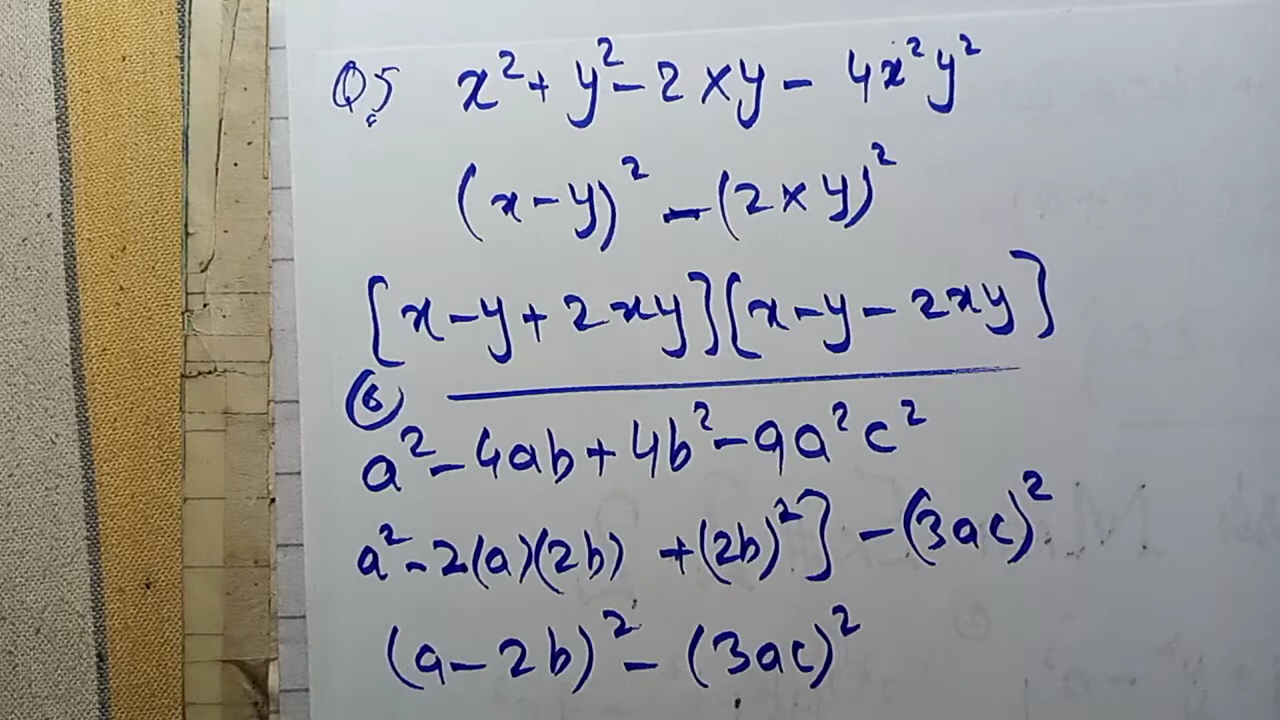 Q5 x² + y² - 2xy - 4x²y²
(x-y)² - (2xy)²
[x-y+2xy][x-y-2xy]
⑥
a² - 4ab + 4b² - 9a²c²
a² - 2(a)(2b) + (2b)²] - (3ac)²
(a-2b)² - (3ac)²